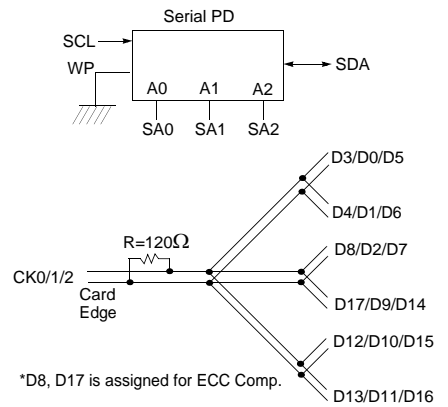 Serial PD
SCL
WP
SDA
A0 A1 A2
SA0 SA1 SA2
D3/D0/D5
D4/D1/D6
R=120Ω
D8/D2/D7
CK0/1/2
Card
Edge
D17/D9/D14
D12/D10/D15
*D8, D17 is assigned for ECC Comp.
D13/D11/D16